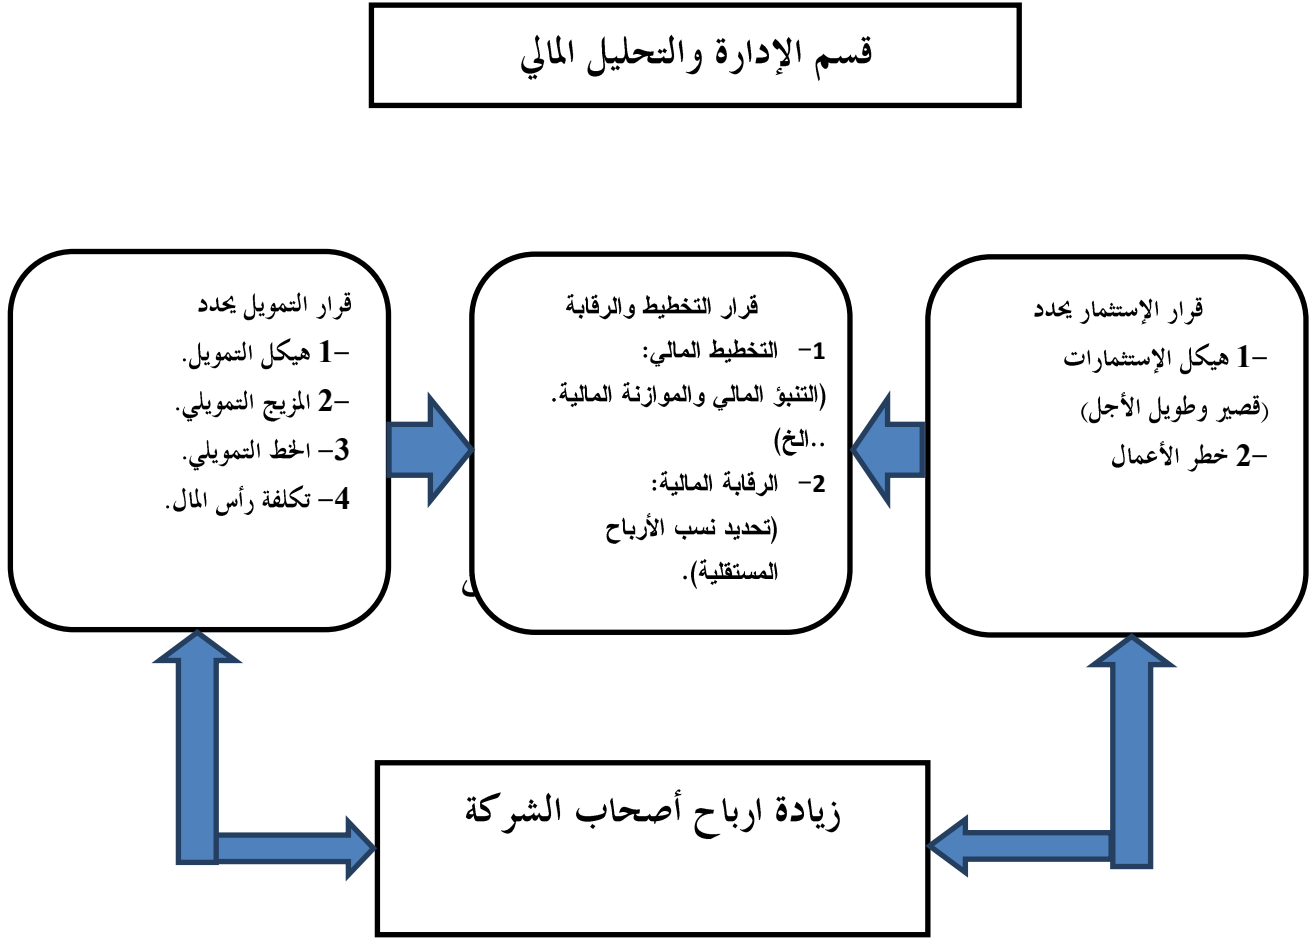 قسم الإدارة والتحليل المالي
قرار الإستثمار يحدد
1- هيكل الإستثمارات
(قصير وطويل الأجل)
2- خطر الأعمال
قرار التخطيط والرقابة
1- التخطيط المالي:
(التنبؤ المالي والموازنة المالية.
..الخ)
2- الرقابة المالية:
(تحديد نسب الأرباح
المستقلية).
قرار التمويل يحدد
1- هيكل التمويل.
2- المزيج التمويلي.
3- الخط التمويلي.
4- تكلفة رأس المال.
زيادة ارباح أصحاب الشركة